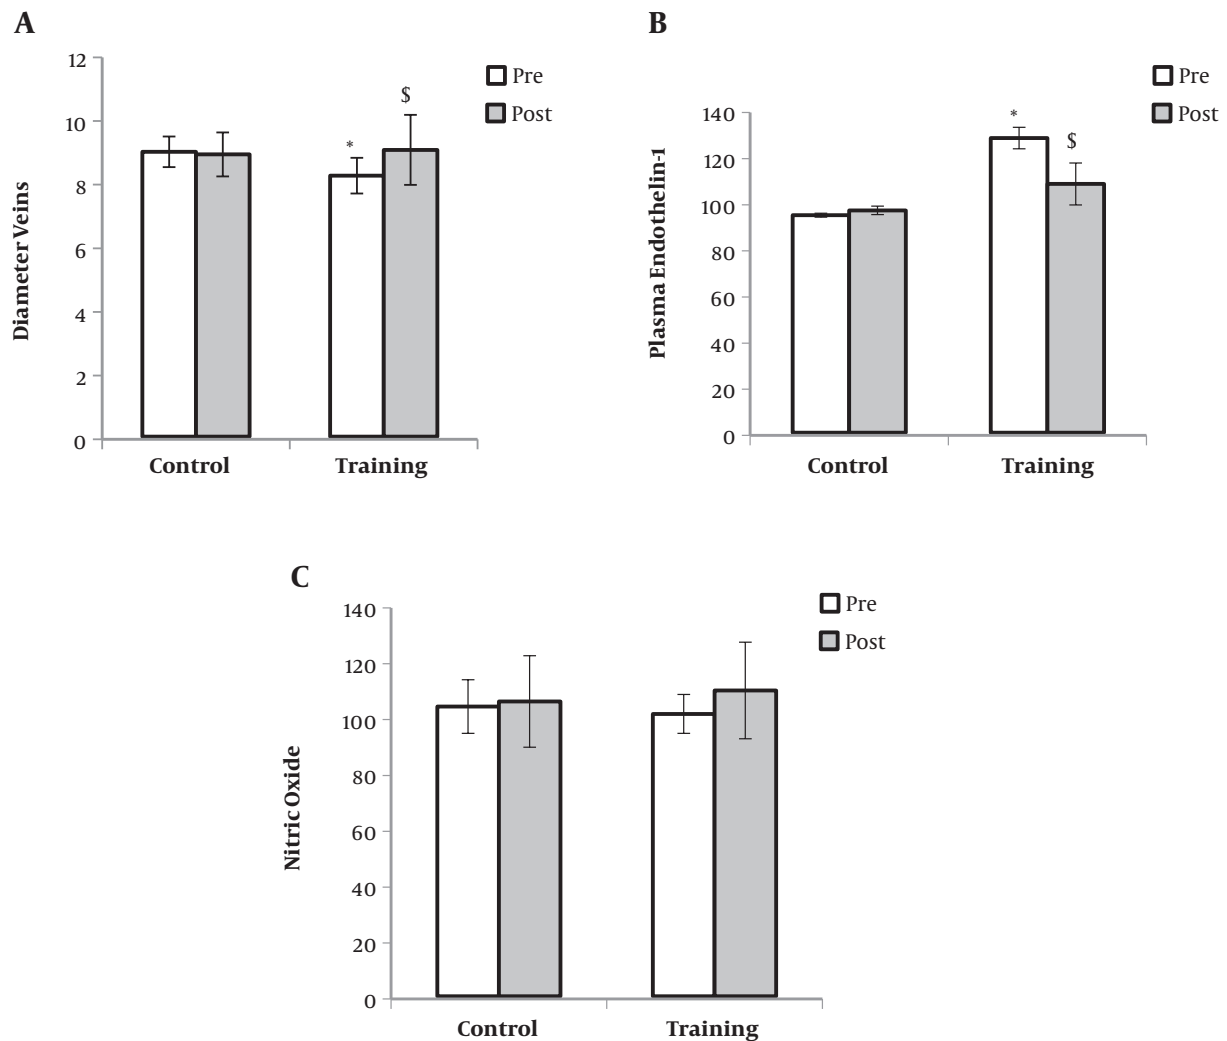 A
Diameter Veins
12
10
8
6
4
2
0
*
$
Pre
Post
Control
Training
B
Plasma Endothelin-1
140
120
100
80
60
40
20
0
*
$
Pre
Post
Control
Training
C
Nitric Oxide
140
120
100
80
60
40
20
0
Pre
Post
Control
Training